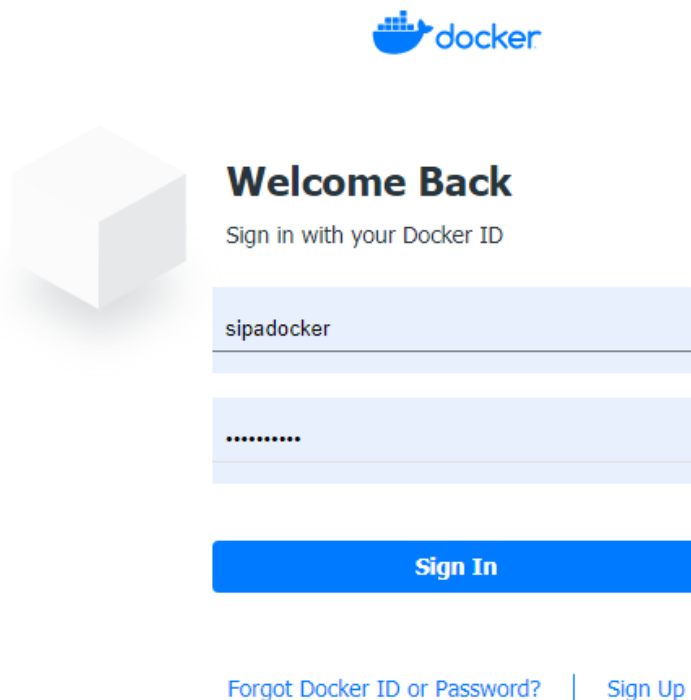 docker
Welcome Back
Sign in with your Docker ID
sipadocker
••••••••••
Sign In
Forgot Docker ID or Password? | Sign Up